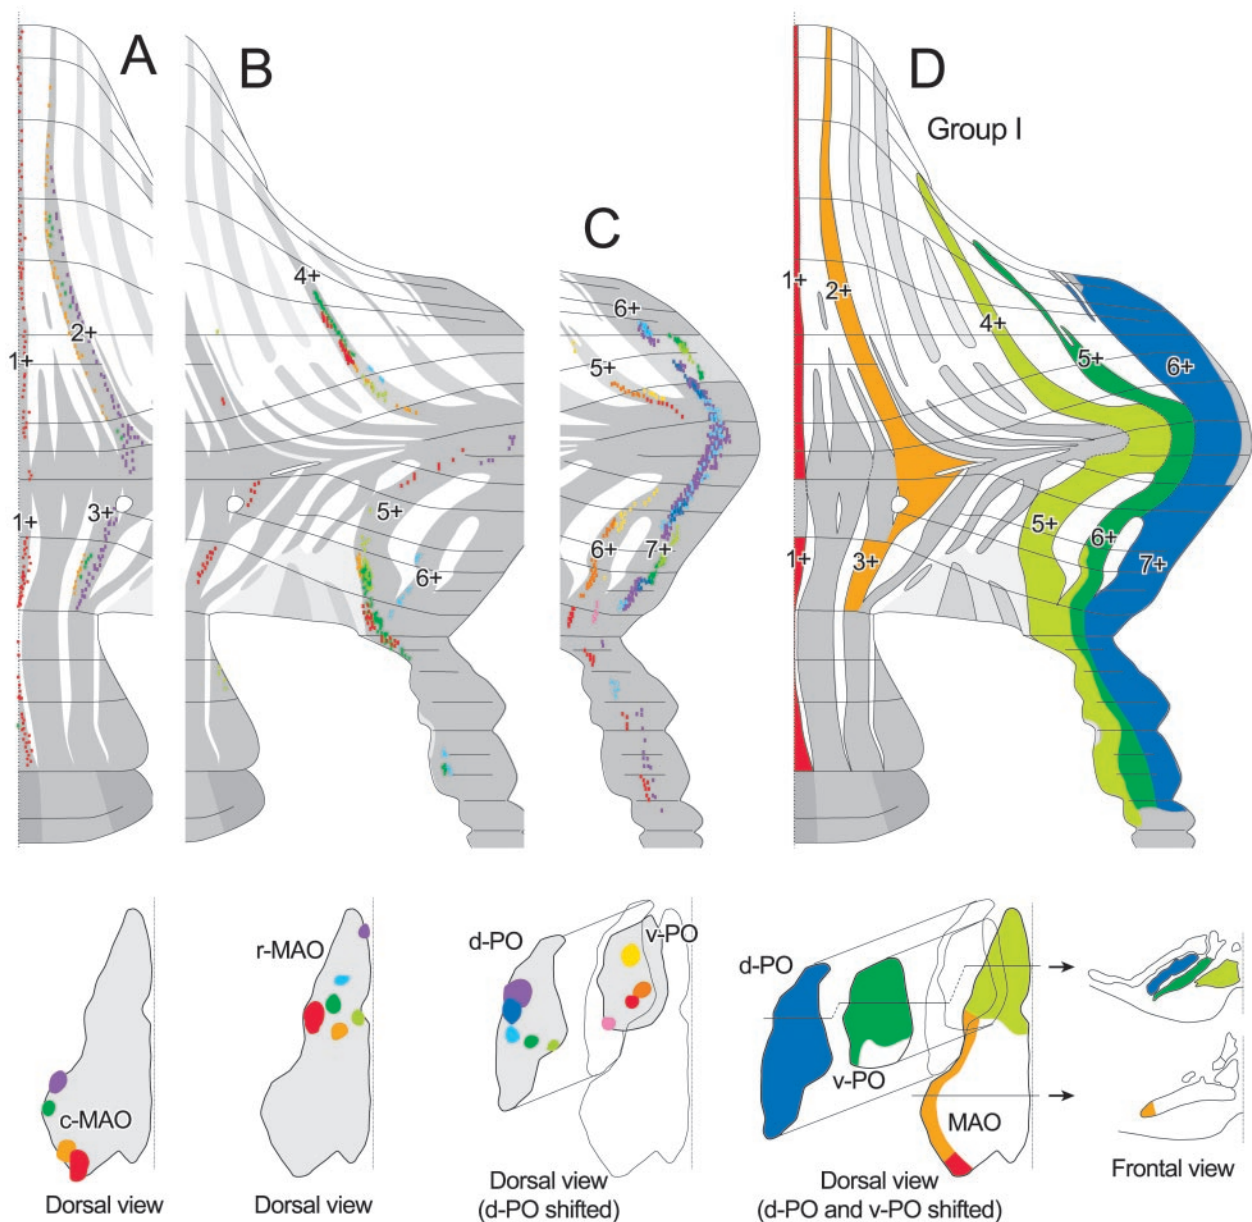 A
B
C
D
Group I
1+
2+
1+
3+
4+
5+
6+
6+
5+
6+
7+
1+
2+
4+
5+
6+
1+
3+
5+
6+
7+
c-MAO
Dorsal view
r-MAO
Dorsal view
d-PO
v-PO
Dorsal view
(d-PO shifted)
d-PO
v-PO
MAO
Dorsal view
(d-PO and v-PO shifted)
Frontal view